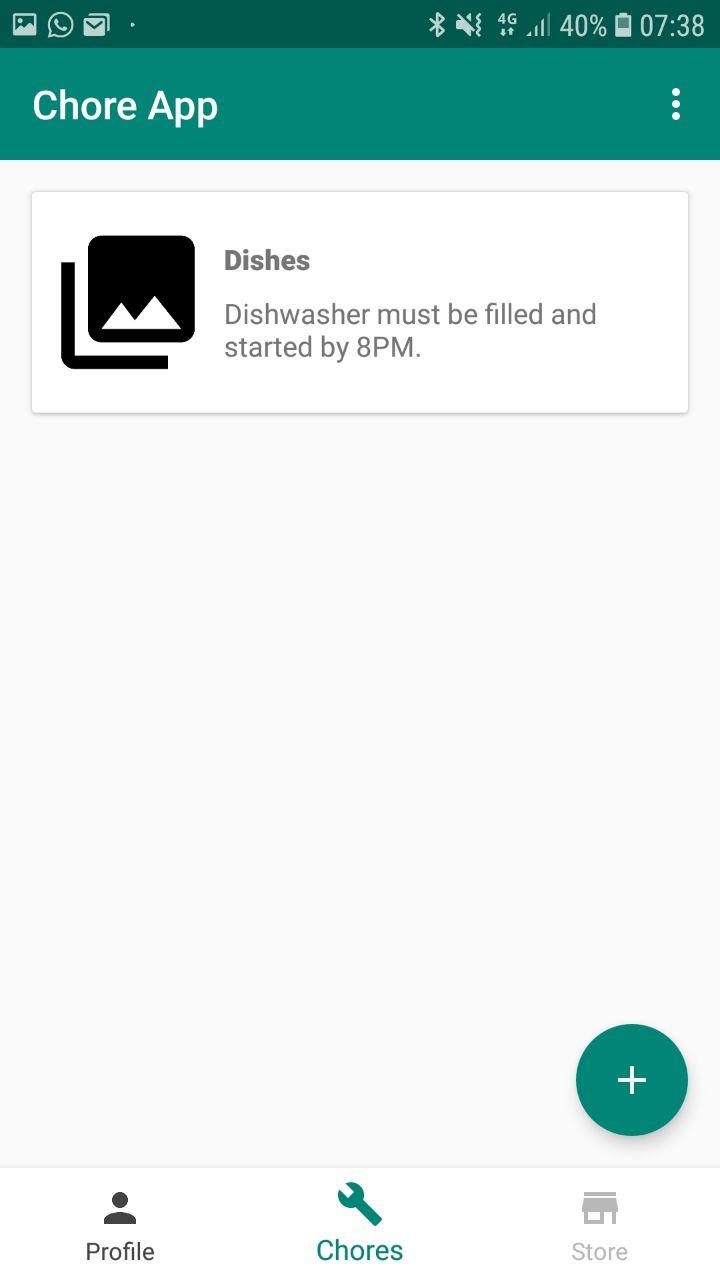 4G 40% 07:38
Chore App
Dishes
Dishwasher must be filled and
started by 8PM.
Profile Chores Store